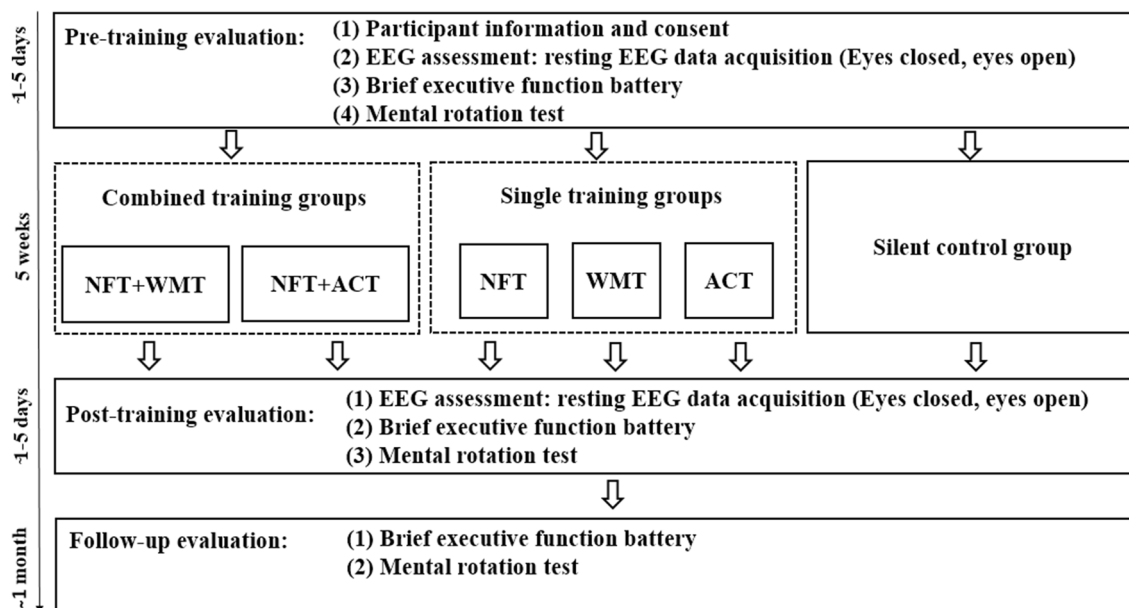 -1-5 days
Pre-training evaluation:
(1) Participant information and consent
(2) EEG assessment: resting EEG data acquisition (Eyes closed, eyes open)
(3) Brief executive function battery
(4) Mental rotation test
5 weeks
Combined training groups
NFT+WMT
NFT+ACT
Single training groups
NFT
WMT
ACT
Silent control group
-1-5 days
Post-training evaluation:
(1) EEG assessment: resting EEG data acquisition (Eyes closed, eyes open)
(2) Brief executive function battery
(3) Mental rotation test
~1 month
Follow-up evaluation:
(1) Brief executive function battery
(2) Mental rotation test